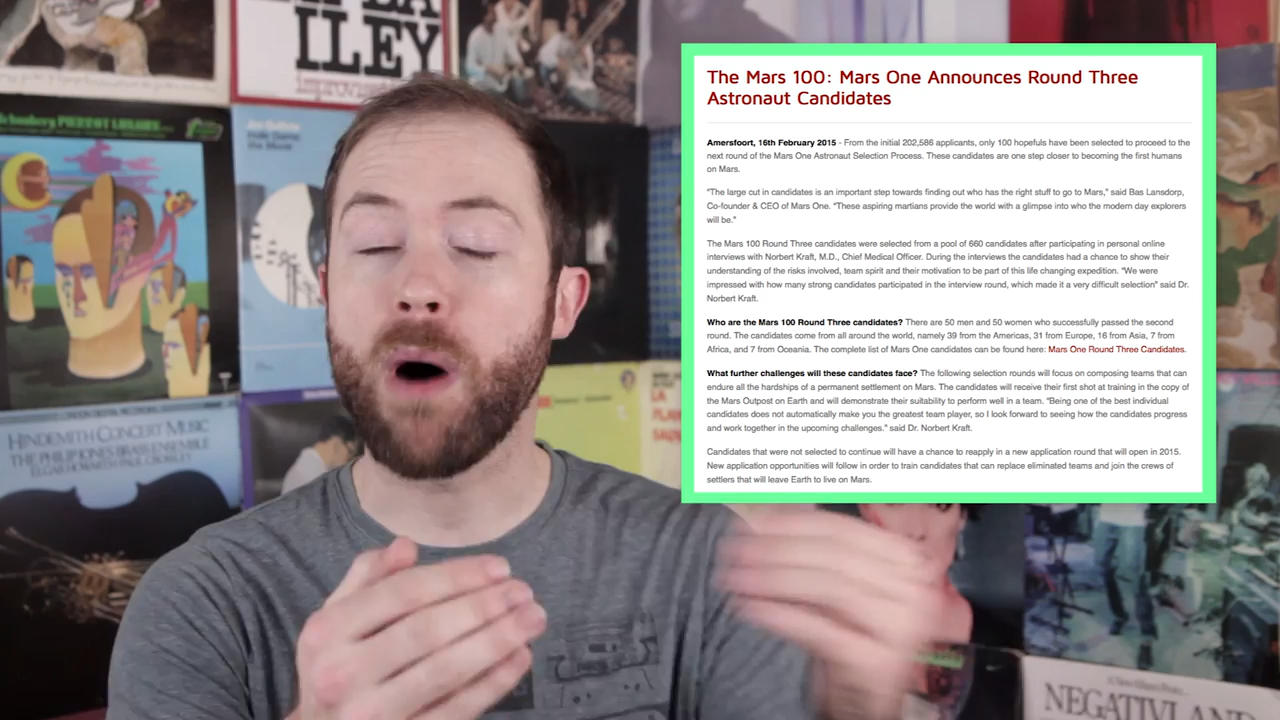 ILEY
improvisati
Schoenberg PIERROT LUNAIRE
HINDEMITH CONCERT MUSIC
THE PHILIP JONES BRASS ENSEMBLE
ELGAR HOWARTH PAUL CROSSLEY
LA
NEGATIVLAND
The Mars 100: Mars One Announces Round Three
Astronaut Candidates
Amersfoort, 16th February 2015 - From the initial 202,586 applicants, only 100 hopefuls have been selected to proceed to the
next round of the Mars One Astronaut Selection Process. These candidates are one step closer to becoming the first humans
on Mars.
"The large cut in candidates is an important step towards finding out who has the right stuff to go to Mars," said Bas Lansdorp,
Co-founder & CEO of Mars One. "These aspiring martians provide the world with a glimpse into who the modern day explorers
will be."
The Mars 100 Round Three candidates were selected from a pool of 660 candidates after participating in personal online
interviews with Norbert Kraft, M.D., Chief Medical Officer. During the interviews the candidates had a chance to show their
understanding of the risks involved, team spirit and their motivation to be part of this life changing expedition. "We were
impressed with how many strong candidates participated in the interview round, which made it a very difficult selection" said Dr.
Norbert Kraft.
Who are the Mars 100 Round Three candidates? There are 50 men and 50 women who successfully passed the second
round. The candidates come from all around the world, namely 39 from the Americas, 31 from Europe, 16 from Asia, 7 from
Africa, and 7 from Oceania. The complete list of Mars One candidates can be found here: Mars One Round Three Candidates.
What further challenges will these candidates face? The following selection rounds will focus on composing teams that can
endure all the hardships of a permanent settlement on Mars. The candidates will receive their first shot at training in the copy of
the Mars Outpost on Earth and will demonstrate their suitability to perform well in a team. "Being one of the best individual
candidates does not automatically make you the greatest team player, so I look forward to seeing how the candidates progress
and work together in the upcoming challenges." said Dr. Norbert Kraft.
Candidates that were not selected to continue will have a chance to reapply in a new application round that will open in 2015.
New application opportunities will follow in order to train candidates that can replace eliminated teams and join the crews of
settlers that will leave Earth to live on Mars.